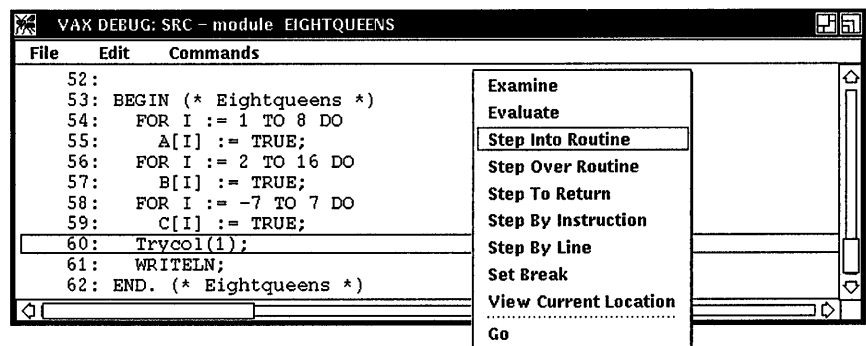 VAX DEBUG: SRC – module EIGHTQUEENS
File Edit Commands
52:
53: BEGIN (* Eightqueens *)
54: FOR I := 1 TO 8 DO
55: A[I] := TRUE;
56: FOR I := 2 TO 16 DO
57: B[I] := TRUE;
58: FOR I := -7 TO 7 DO
59: C[I] := TRUE;
60: Trycol(1);
61: WRITELN;
62: END. (* Eightqueens *)
Examine
Evaluate
Step Into Routine
Step Over Routine
Step To Return
Step By Instruction
Step By Line
Set Break
View Current Location
Go